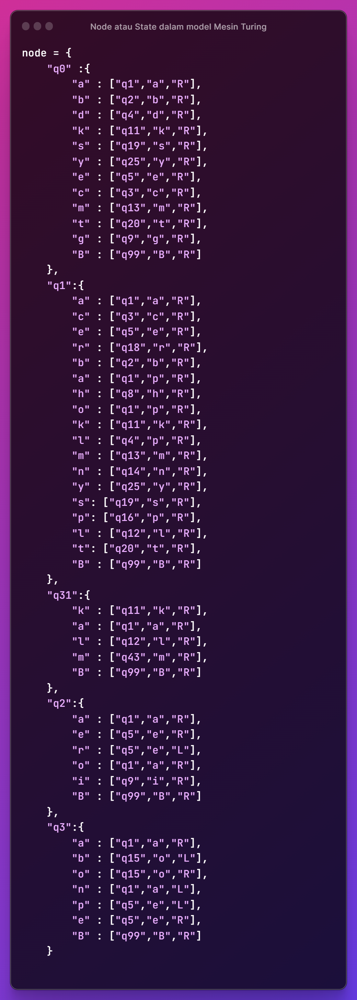 Node atau State dalam model Mesin Turing
node = {
    "q0" :{
        "a" : ["q1","a","R"],
        "b" : ["q2","b","R"],
        "d" : ["q4","d","R"],
        "k" : ["q11","k","R"],
        "s" : ["q19","s","R"],
        "y" : ["q25","y","R"],
        "e" : ["q5","e","R"],
        "c" : ["q3","c","R"],
        "m" : ["q13","m","R"],
        "t" : ["q20","t","R"],
        "g" : ["q9","g","R"],
        "B" : ["q99","B","R"]
    },
    "q1":{
        "a" : ["q1","a","R"],
        "c" : ["q3","c","R"],
        "e" : ["q5","e","R"],
        "r" : ["q18","r","R"],
        "b" : ["q2","b","R"],
        "a" : ["q1","p","R"],
        "h" : ["q8","h","R"],
        "o" : ["q1","p","R"],
        "k" : ["q11","k","R"],
        "l" : ["q4","p","R"],
        "m" : ["q13","m","R"],
        "n" : ["q14","n","R"],
        "y" : ["q25","y","R"],
        "s": ["q19","s","R"],
        "p": ["q16","p","R"],
        "l" : ["q12","l","R"],
        "t": ["q20","t","R"],
        "B" : ["q99","B","R"]
    },
    "q31":{
        "k" : ["q11","k","R"],
        "a" : ["q1","a","R"],
        "l" : ["q12","l","R"],
        "m" : ["q43","m","R"],
        "B" : ["q99","B","R"]
    },
    "q2":{
        "a" : ["q1","a","R"],
        "e" : ["q5","e","R"],
        "r" : ["q5","e","L"],
        "o" : ["q1","a","R"],
        "i" : ["q9","i","R"],
        "B" : ["q99","B","R"]
    },
    "q3":{
        "a" : ["q1","a","R"],
        "b" : ["q15","o","L"],
        "o" : ["q15","o","R"],
        "n" : ["q1","a","L"],
        "p" : ["q5","e","L"],
        "e" : ["q5","e","R"],
        "B" : ["q99","B","R"]
    }